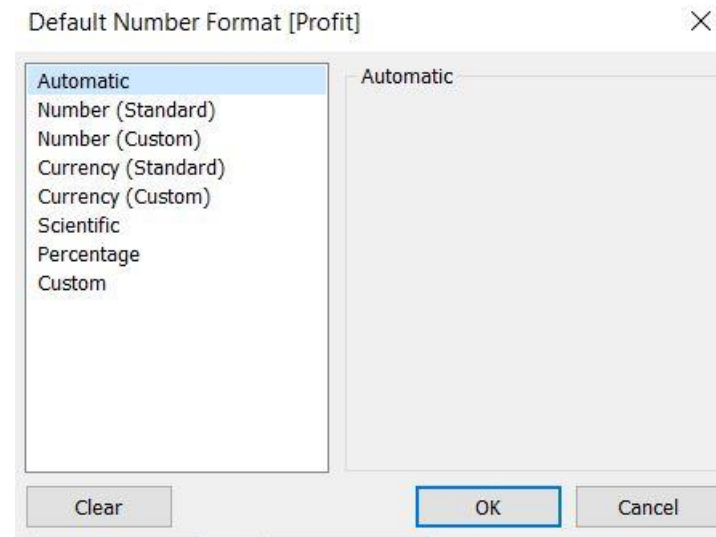 Default Number Format [Profit]
Automatic
Number (Standard)
Number (Custom)
Currency (Standard)
Currency (Custom)
Scientific
Percentage
Custom
Automatic
Clear
OK
Cancel